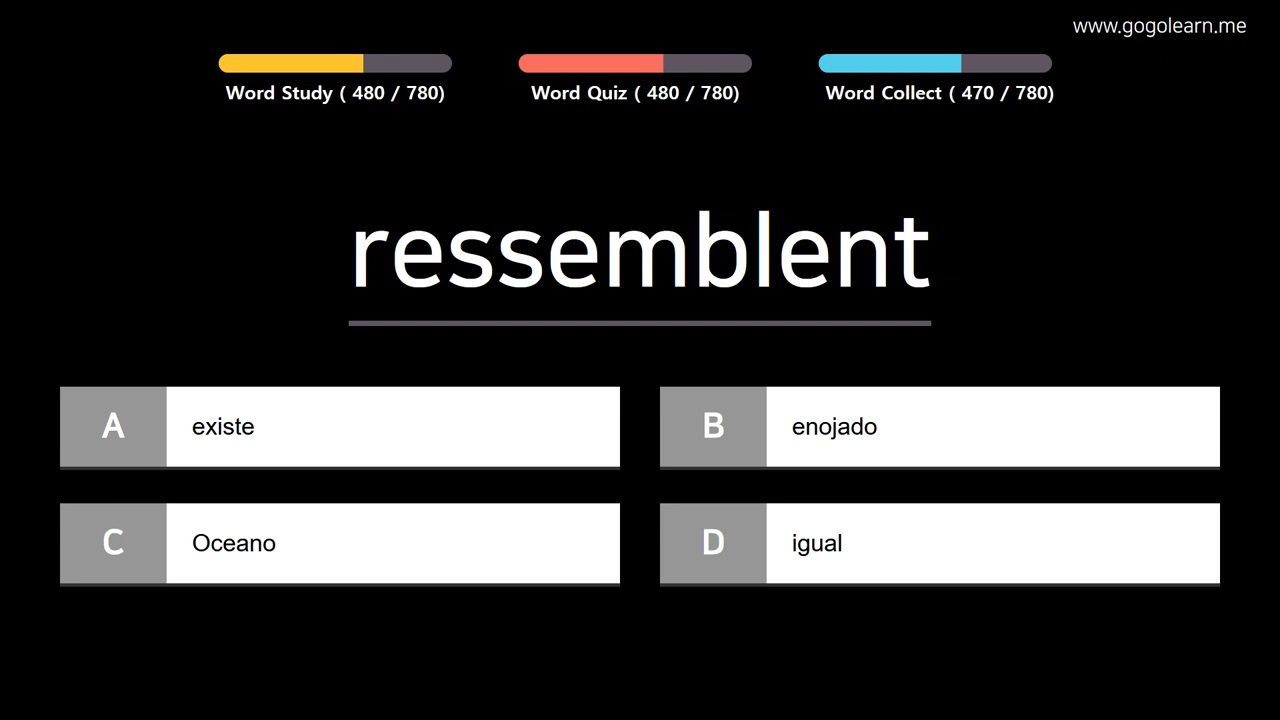 www.gogolearn.me
Word Study ( 480 / 780)
Word Quiz ( 480 / 780)
Word Collect ( 470 / 780)
ressemblent
A existe
B enojado
C Oceano
D igual